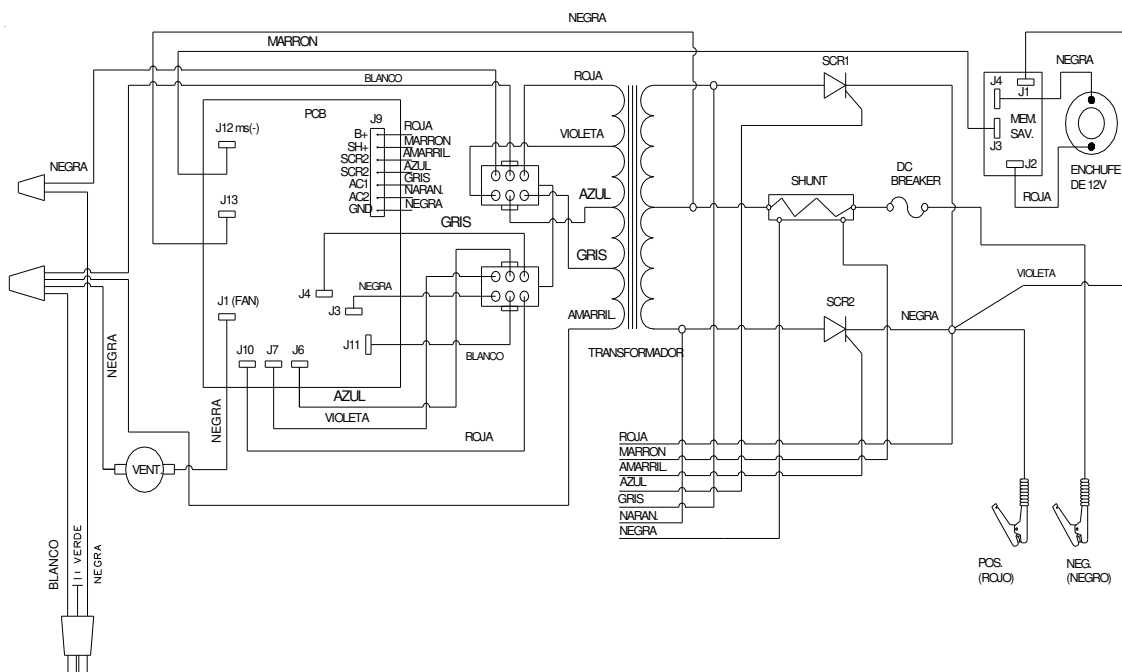 NEGRA
MARRON
BLANCO
ROJA
SCR1
J4
J1
NEGRA
PCB
J12 ms(-)
J9
B+
ROJA
SH+
MARRON
SCR2
AMARRIL.
SCR2
AZUL
AC1
GRIS
AC2
NARAN.
GND
NEGRA
VIOLETA
MEM.
SAV.
J3
J2
ENCHUFE
DE 12V
NEGRA
J13
AZUL
SHUNT
DC
BREAKER
ROJA
GRIS
GRIS
VIOLETA
J4
NEGRA
J3
J1 (FAN)
AMARRIL.
SCR2
NEGRA
J11
BLANCO
TRANSFORMADOR
J10
J7
J6
NEGRA
NEGRA
AZUL
VIOLETA
ROJA
VENT.
ROJA
MARRON
AMARRIL.
AZUL
GRIS
NARAN.
NEGRA
BLANCO
VERDE
NEGRA
POS.
(ROJO)
NEG.
(NEGRO)